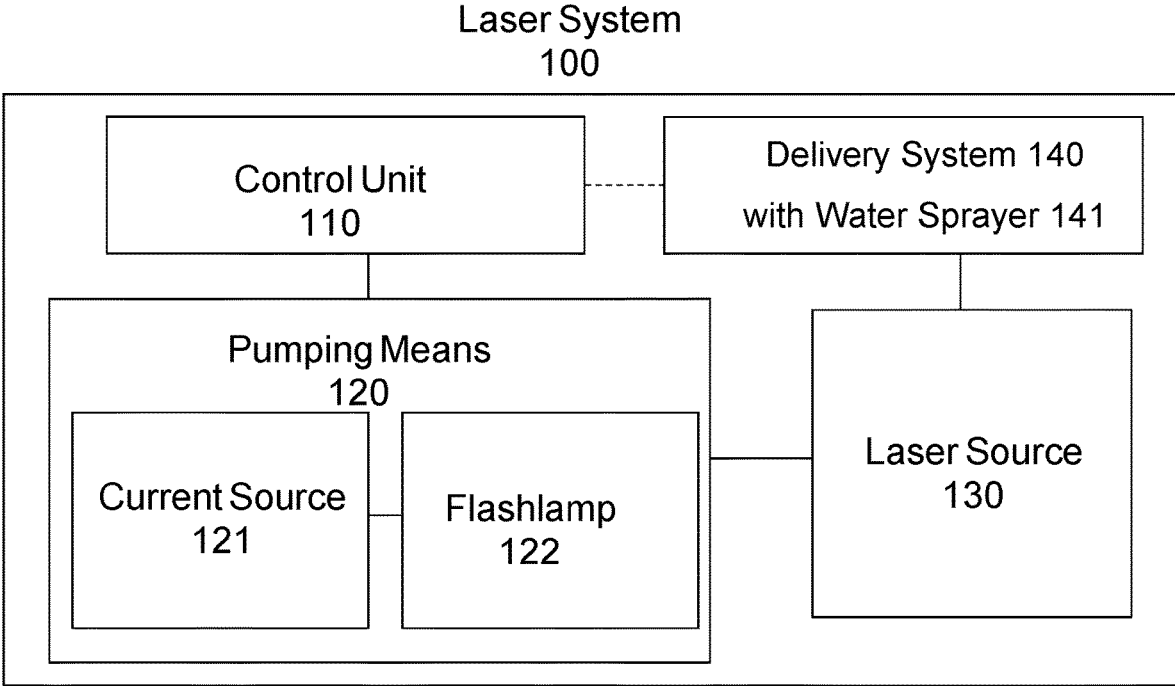 Laser System
100
Control Unit
110
Delivery System 140
with Water Sprayer 141
Pumping Means
120
Current Source
121
Flashlamp
122
Laser Source
130